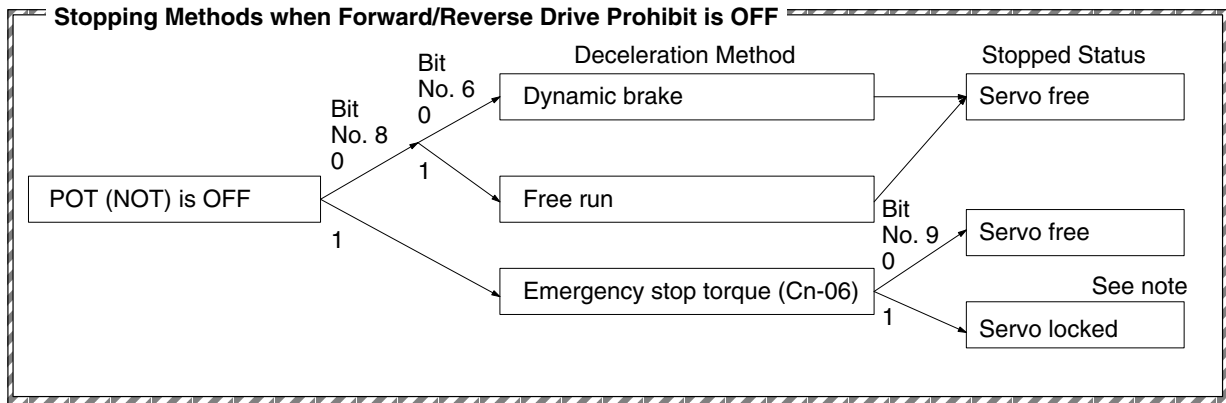 Stopping Methods when Forward/Reverse Drive Prohibit is OFF
Deceleration Method
Stopped Status
Bit
No. 6
0
Dynamic brake
Servo free
Bit
No. 8
0
1
POT (NOT) is OFF
Free run
1
Bit
No. 9
0
Servo free
Emergency stop torque (Cn-06)
See note
1
Servo locked